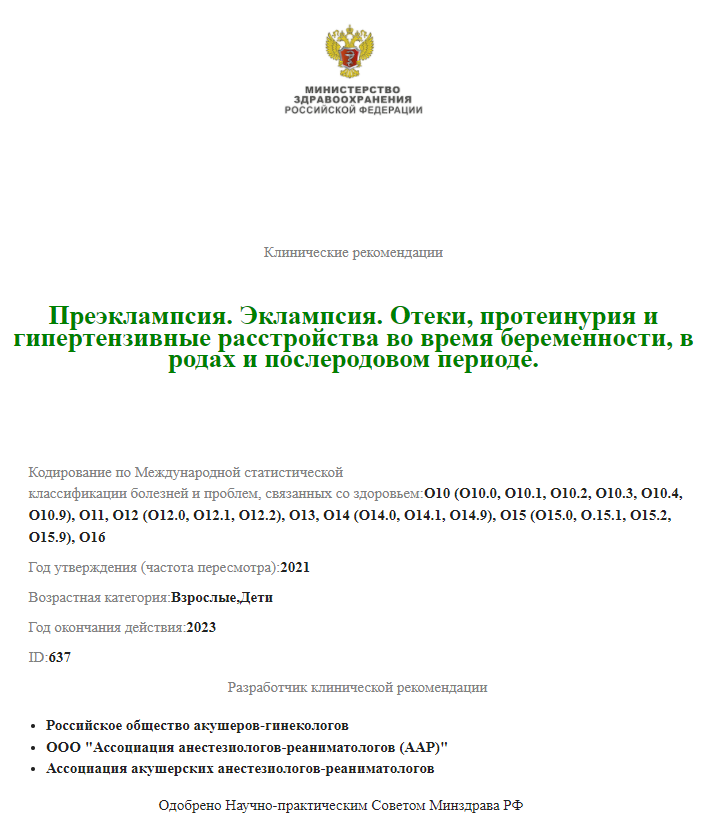 МИНИСТЕРСТВО
ЗДРАВООХРАНЕНИЯ
РОССИЙСКОЙ ФЕДЕРАЦИИ
Клинические рекомендации
Преэклампсия. Эклампсия. Отеки, протеинурия и
гипертензивные расстройства во время беременности, в
родах и послеродовом периоде.
Кодирование по Международной статистической
классификации болезней и проблем, связанных со здоровьем:O10 (O10.0, O10.1, O10.2, O10.3, O10.4,
O10.9), O11, O12 (O12.0, O12.1, O12.2), O13, O14 (O14.0, O14.1, O14.9), O15 (O15.0, O.15.1, O15.2,
O15.9), O16
Год утверждения (частота пересмотра):2021
Возрастная категория:Взрослые,Дети
Год окончания действия:2023
ID:637
Разработчик клинической рекомендации
• Российское общество акушеров-гинекологов
• ООО "Ассоциация анестезиологов-реаниматологов (ААР)"
• Ассоциация акушерских анестезиологов-реаниматологов
Одобрено Научно-практическим Советом Минздрава РФ